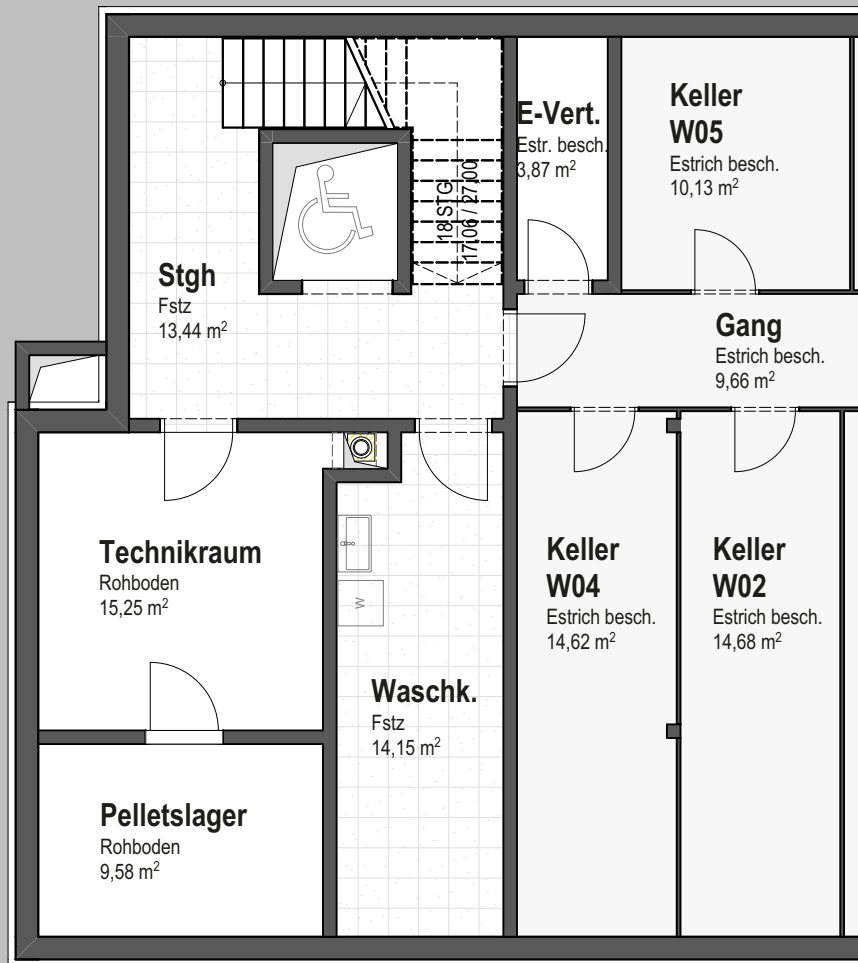 E-Vert.
Estr. besch.
3,87 m²
Keller
W05
Estrich besch.
10,13 m²
18 STG
17,06 / 27,00
Stgh
Fstz
13,44 m²
Gang
Estrich besch.
9,66 m²
Technikraum
Rohboden
15,25 m²
W
Keller
W04
Estrich besch.
14,62 m²
Keller
W02
Estrich besch.
14,68 m²
Waschk.
Fstz
14,15 m²
Pelletslager
Rohboden
9,58 m²